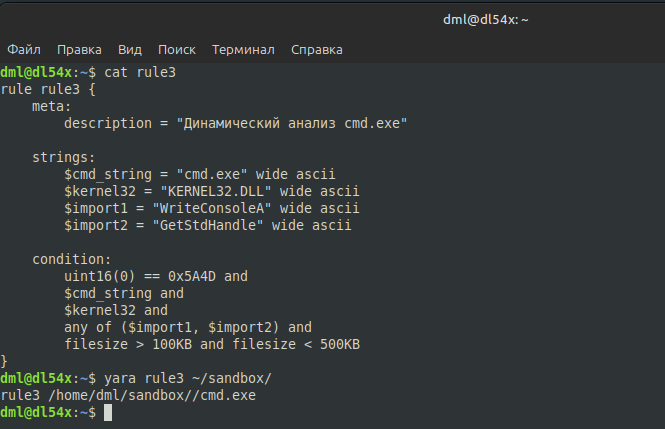 dml@dl54x: ~
Файл Правка Вид Поиск Терминал Справка
dml@dl54x:~$ cat rule3
rule rule3 {
    meta:
        description = "Динамический анализ cmd.exe"

    strings:
        $cmd_string = "cmd.exe" wide ascii
        $kernel32 = "KERNEL32.DLL" wide ascii
        $import1 = "WriteConsoleA" wide ascii
        $import2 = "GetStdHandle" wide ascii

    condition:
        uint16(0) == 0x5A4D and
        $cmd_string and
        $kernel32 and
        any of ($import1, $import2) and
        filesize > 100KB and filesize < 500KB
}
dml@dl54x:~$ yara rule3 ~/sandbox/
rule3 /home/dml/sandbox//cmd.exe
dml@dl54x:~$